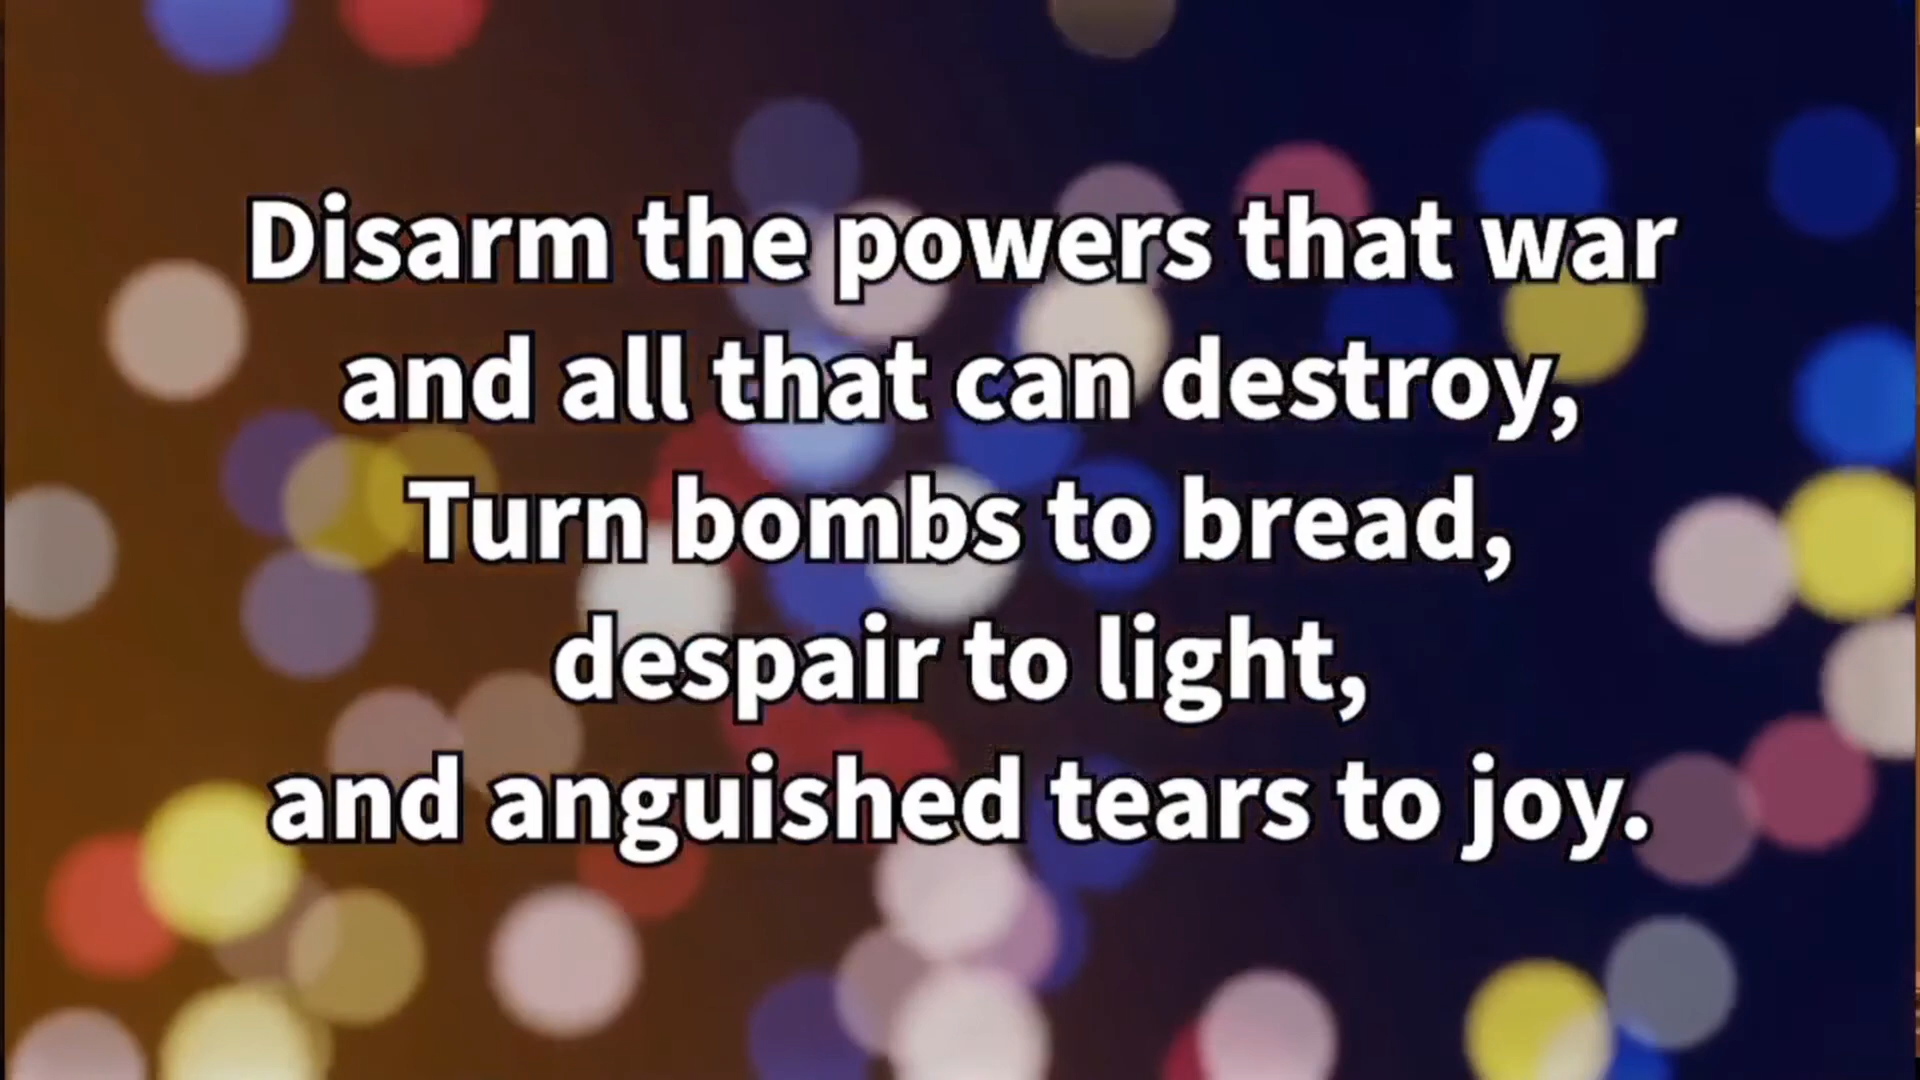 Disarm the powers that war
and all that can destroy,
Turn bombs to bread,
despair to light,
and anguished tears to joy.